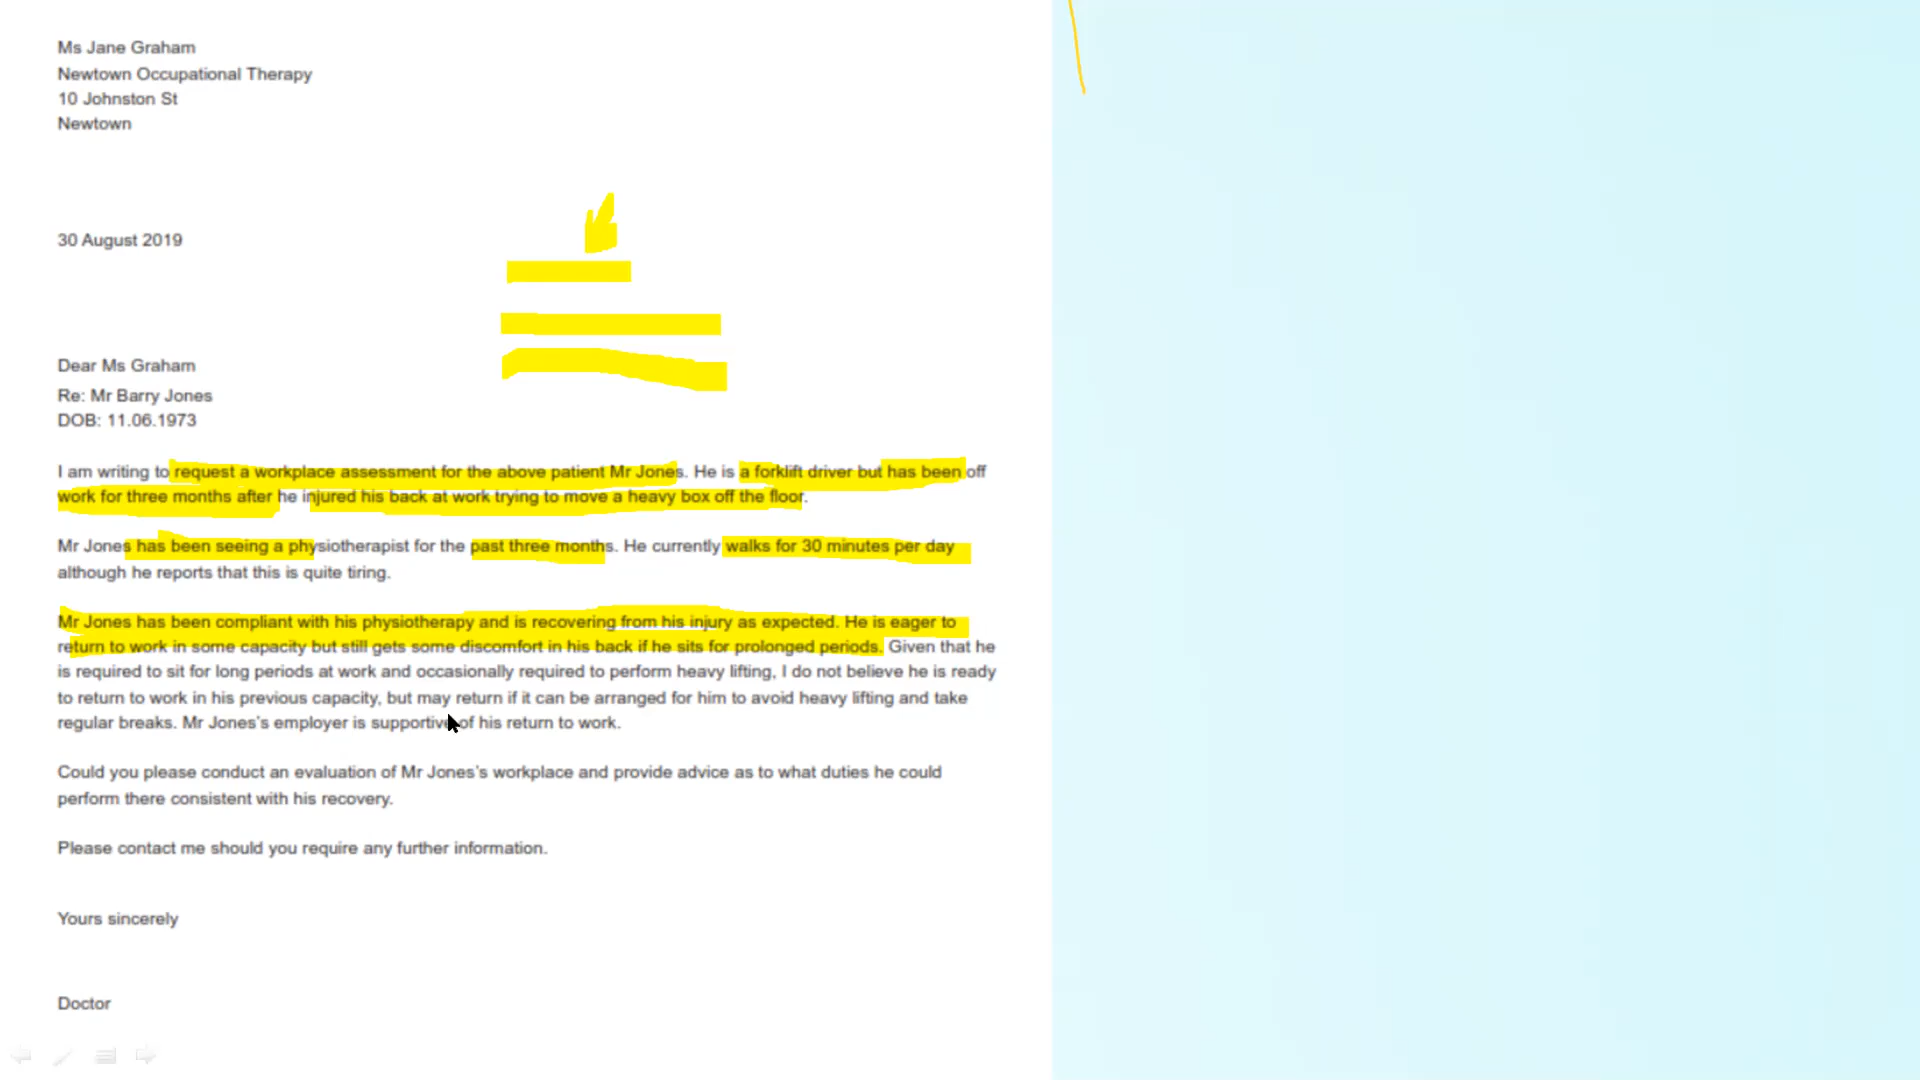 Ms Jane Graham
Newtown Occupational Therapy
10 Johnston St
Newtown
30 August 2019
Dear Ms Graham
Re: Mr Barry Jones
DOB: 11.06.1973
I am writing to request a workplace assessment for the above patient Mr Jones. He is a forklift driver but has been off
work for three months after he injured his back at work trying to move a heavy box off the floor.
Mr Jones has been seeing a physiotherapist for the past three months. He currently walks for 30 minutes per day
although he reports that this is quite tiring.
Mr Jones has been compliant with his physiotherapy and is recovering from his injury as expected. He is eager to
return to work in some capacity but still gets some discomfort in his back if he sits for prolonged periods. Given that he
is required to sit for long periods at work and occasionally required to perform heavy lifting, I do not believe he is ready
to return to work in his previous capacity, but may return if it can be arranged for him to avoid heavy lifting and take
regular breaks. Mr Jones's employer is supportive of his return to work.
Could you please conduct an evaluation of Mr Jones's workplace and provide advice as to what duties he could
perform there consistent with his recovery.
Please contact me should you require any further information.
Yours sincerely
Doctor